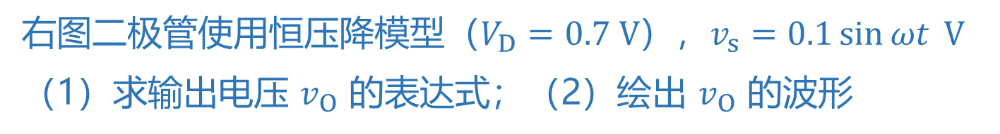 右图二极管使用恒压降模型（V_D = 0.7 V），v_s = 0.1 sin ωt V
（1）求输出电压 v_O 的表达式；（2）绘出 v_O 的波形